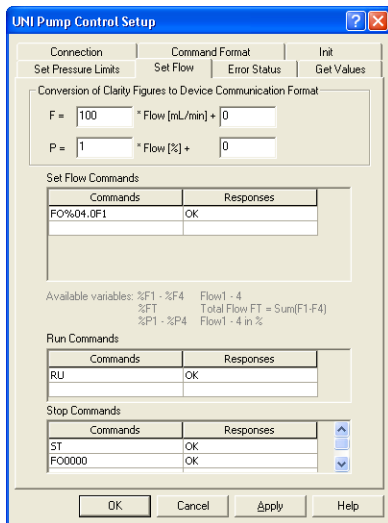 UNI Pump Control Setup
Connection Command Format Init
Set Pressure Limits Set Flow Error Status Get Values
Conversion of Clarity Figures to Device Communication Format
F = 100 * Flow [mL/min] + 0
P = 1 * Flow [%] + 0
Set Flow Commands
Commands Responses
FO%04.0F1 OK
Available variables: %F1 - %F4 Flow1 - 4
%FT Total Flow FT = Sum(F1-F4)
%P1 - %P4 Flow1 - 4 in %
Run Commands
Commands Responses
RU OK
Stop Commands
Commands Responses
ST OK
FO0000 OK
OK Cancel Apply Help